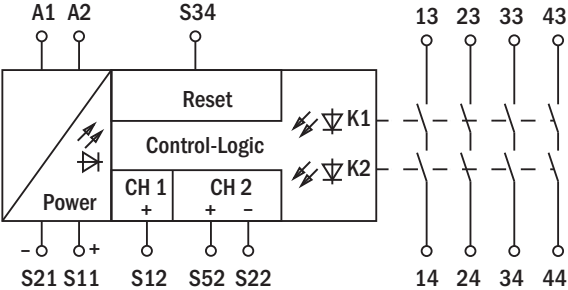 A1 A2 S34 13 23 33 43
Reset
K1
Control-Logic
K2
CH 1 CH 2
Power + + –
– +
S21 S11 S12 S52 S22 14 24 34 44